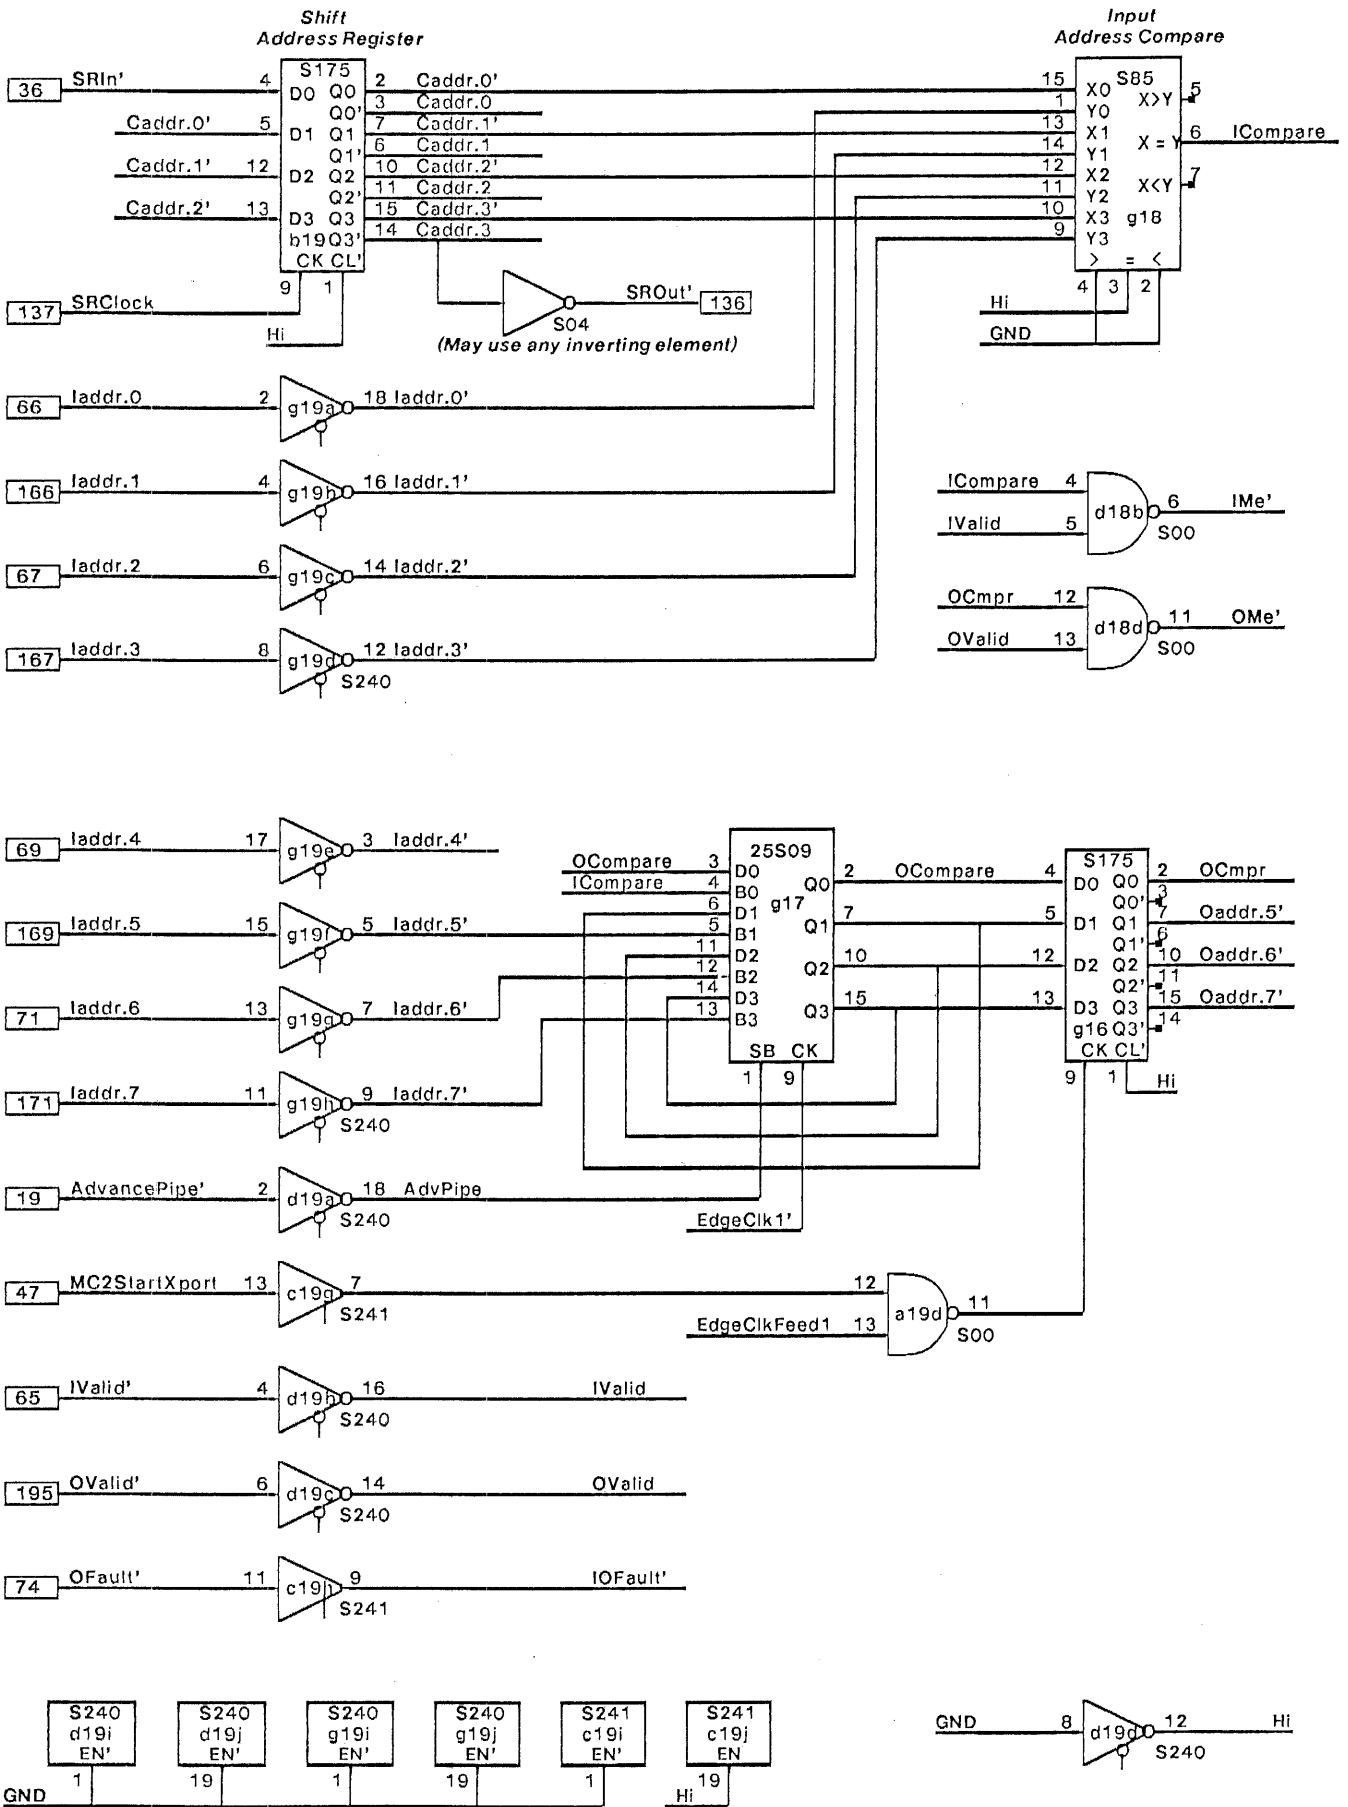 Shift Address Register
Input Address Compare
36 SRIn' 4 D0 S175 Q0 2 Caddr.0' 15 X0 S85 X>Y 5
Q0' 3 Caddr.0 1 Y0
Caddr.0' 5 D1 Q1 7 Caddr.1' 13 X1 X=Y 6 ICompare
Q1' 6 Caddr.1 14 Y1
Caddr.1' 12 D2 Q2 10 Caddr.2' 12 X2 X<Y 7
Q2' 11 Caddr.2 11 Y2
Caddr.2' 13 D3 Q3 15 Caddr.3' 10 X3 g18
b19 Q3' 14 Caddr.3 9 Y3
CK CL' > = <
9 1 4 3 2
137 SRClock
Hi
SROut' 136
S04
(May use any inverting element)
Hi
GND
66 Iaddr.0 2 g19a 18 Iaddr.0'
166 Iaddr.1 4 g19b 16 Iaddr.1'
67 Iaddr.2 6 g19c 14 Iaddr.2'
167 Iaddr.3 8 g19d 12 Iaddr.3'
S240
ICompare 4 d18b 6 IMe'
IValid 5 S00
OCmpr 12 d18d 11 OMe'
OValid 13 S00
69 Iaddr.4 17 g19e 3 Iaddr.4'
169 Iaddr.5 15 g19f 5 Iaddr.5'
71 Iaddr.6 13 g19g 7 Iaddr.6'
171 Iaddr.7 11 g19h 9 Iaddr.7'
S240
25S09
g17
OCompare 3 D0 Q0 2 OCompare 4
ICompare 4 B0
6 D1 Q1 7 5
5 B1
11 D2 Q2 10 12
12 B2
14 D3 Q3 15 13
13 B3
SB CK
1 9
EdgeClk1'
S175
D0 Q0 2 OCmpr
Q0' 3
D1 Q1 7 Oaddr.5'
Q1' 6
D2 Q2 10 Oaddr.6'
Q2' 11
D3 Q3 15 Oaddr.7'
g16 Q3' 14
CK CL'
9 1 Hi
19 AdvancePipe' 2 d19a 18 AdvPipe
S240
47 MC2StartXport 13 c19g 7
S241
12 a19d 11
EdgeClkFeed1 13 S00
65 IValid' 4 d19b 16 IValid
S240
195 OValid' 6 d19c 14 OValid
S240
74 OFault' 11 c19h 9 IOFault'
S241
S240 d19i EN' 1
S240 d19j EN' 19
S240 g19i EN' 1
S240 g19j EN' 19
S241 c19i EN' 1
S241 c19j EN 19
GND
Hi
GND 8 d19d 12 Hi
S240